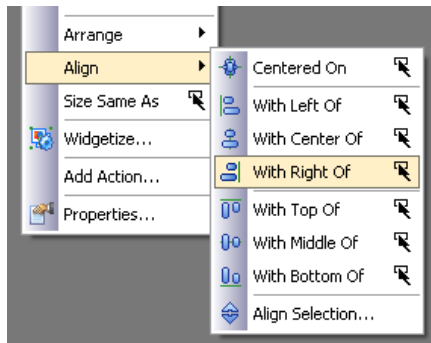 Arrange
Align
Size Same As
Widgetize...
Add Action...
Properties...
Centered On
With Left Of
With Center Of
With Right Of
With Top Of
With Middle Of
With Bottom Of
Align Selection...